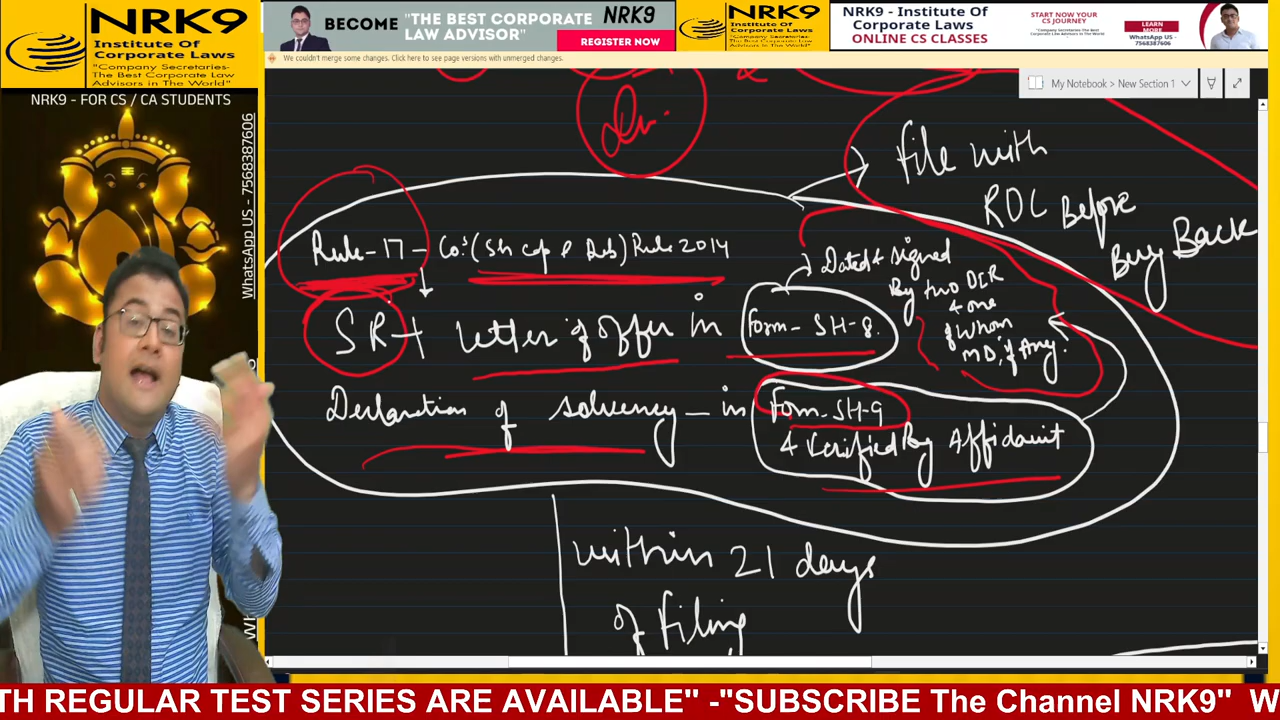 NRK9
Institute Of
Corporate Laws
"Company Secretaries-
The Best Corporate Law
Advisors in The World"
NRK9 - FOR CS / CA STUDENTS
WhatsApp US - 7568387606
BECOME "THE BEST CORPORATE
LAW ADVISOR"
NRK9
REGISTER NOW
NRK9
Institute Of
Corporate Laws
NRK9 - Institute Of
Corporate Laws
ONLINE CS CLASSES
START NOW YOUR
CS JOURNEY
LEARN
MORE
WhatsApp US-
7568387606
We couldn't merge some changes. Click here to see page versions with unmerged changes.
My Notebook > New Section 1
File with
ROC Before
Buy Back
Rule-17 - Co:(Sh cap & Deb) Rule 2014
SR + letter of offer in Form-SH-8.
Dated & signed
By two DIR
& one
of whom
MD, if Any.
Declaration of solvency - in Form-SH-9
& Verified By Affidavit
within 21 days
of filing
TH REGULAR TEST SERIES ARE AVAILABLE" -"SUBSCRIBE The Channel NRK9" W